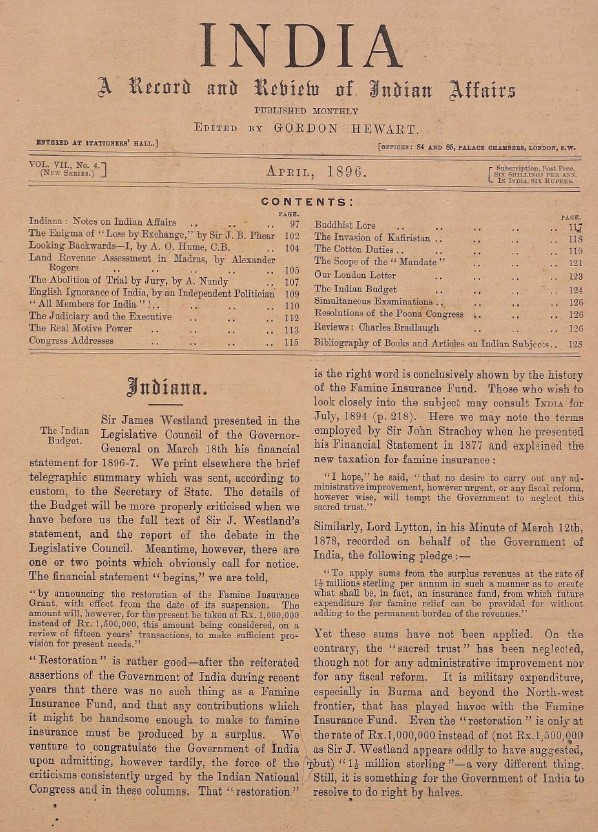 INDIA
A Record and Review of Indian Affairs
PUBLISHED MONTHLY
EDITED BY GORDON HEWART.
ENTERED AT STATIONERS' HALL.]
[OFFICES: 84 AND 85, PALACE CHAMBERS, LONDON, S.W.
VOL. VII., No. 4.
(NEW SERIES.)]
APRIL, 1896.
[Subscription, Post Free,
SIX SHILLINGS PER ANN.
IN INDIA, SIX RUPEES.
CONTENTS:
PAGE.
Indiana: Notes on Indian Affairs .. .. .. 97
The Enigma of "Loss by Exchange," by Sir J. B. Phear 102
Looking Backwards—I, by A. O. Hume, C.B. .. 104
Land Revenue Assessment in Madras, by Alexander
Rogers .. .. .. .. .. 105
The Abolition of Trial by Jury, by A. Nundy .. 107
English Ignorance of India, by an Independent Politician 109
"All Members for India"!.. .. .. .. 110
The Judiciary and the Executive .. .. .. 112
The Real Motive Power .. .. .. .. 113
Congress Addresses .. .. .. .. 115
PAGE.
Buddhist Lore .. .. .. .. 117
The Invasion of Kafiristan .. .. .. .. 118
The Cotton Duties .. .. .. .. .. 119
The Scope of the "Mandate" .. .. .. 121
Our London Letter .. .. .. .. 123
The Indian Budget .. .. .. .. 124
Simultaneous Examinations .. .. .. .. 126
Resolutions of the Poona Congress .. .. .. 126
Reviews: Charles Bradlaugh .. .. .. 126
Bibliography of Books and Articles on Indian Subjects.. 128
Indiana.
The Indian
Budget.
Sir James Westland presented in the
Legislative Council of the Governor-
General on March 18th his financial
statement for 1896-7. We print elsewhere the brief
telegraphic summary which was sent, according to
custom, to the Secretary of State. The details of
the Budget will be more properly criticised when we
have before us the full text of Sir J. Westland's
statement, and the report of the debate in the
Legislative Council. Meantime, however, there are
one or two points which obviously call for notice.
The financial statement "begins," we are told,
"by announcing the restoration of the Famine Insurance
Grant, with effect from the date of its suspension. The
amount will, however, for the present be taken at Rx. 1,000,000
instead of Rx. 1,500,000, this amount being considered, on a
review of fifteen years' transactions, to make sufficient pro-
vision for present needs."
"Restoration" is rather good—after the reiterated
assertions of the Government of India during recent
years that there was no such thing as a Famine
Insurance Fund, and that any contributions which
it might be handsome enough to make to famine
insurance must be produced by a surplus. We
venture to congratulate the Government of India
upon admitting, however tardily, the force of the
criticisms consistently urged by the Indian National
Congress and in these columns. That "restoration"
is the right word is conclusively shown by the history
of the Famine Insurance Fund. Those who wish to
look closely into the subject may consult INDIA for
July, 1894 (p. 218). Here we may note the terms
employed by Sir John Strachey when he presented
his Financial Statement in 1877 and explained the
new taxation for famine insurance:
"I hope," he said, "that no desire to carry out any ad-
ministrative improvement, however urgent, or any fiscal reform,
however wise, will tempt the Government to neglect this
sacred trust."
Similarly, Lord Lytton, in his Minute of March 12th,
1878, recorded on behalf of the Government of
India, the following pledge:—
"To apply sums from the surplus revenues at the rate of
1½ millions sterling per annum in such a manner as to create
what shall be, in fact, an insurance fund, from which future
expenditure for famine relief can be provided for without
adding to the permanent burden of the revenues."
Yet these sums have not been applied. On the
contrary, the "sacred trust" has been neglected,
though not for any administrative improvement nor
for any fiscal reform. It is military expenditure,
especially in Burma and beyond the North-west
frontier, that has played havoc with the Famine
Insurance Fund. Even the "restoration" is only at
the rate of Rx.1,000,000 instead of (not Rx.1,500,000
as Sir J. Westland appears oddly to have suggested,
but) "1½ million sterling"—a very different thing.
Still, it is something for the Government of India to
resolve to do right by halves.